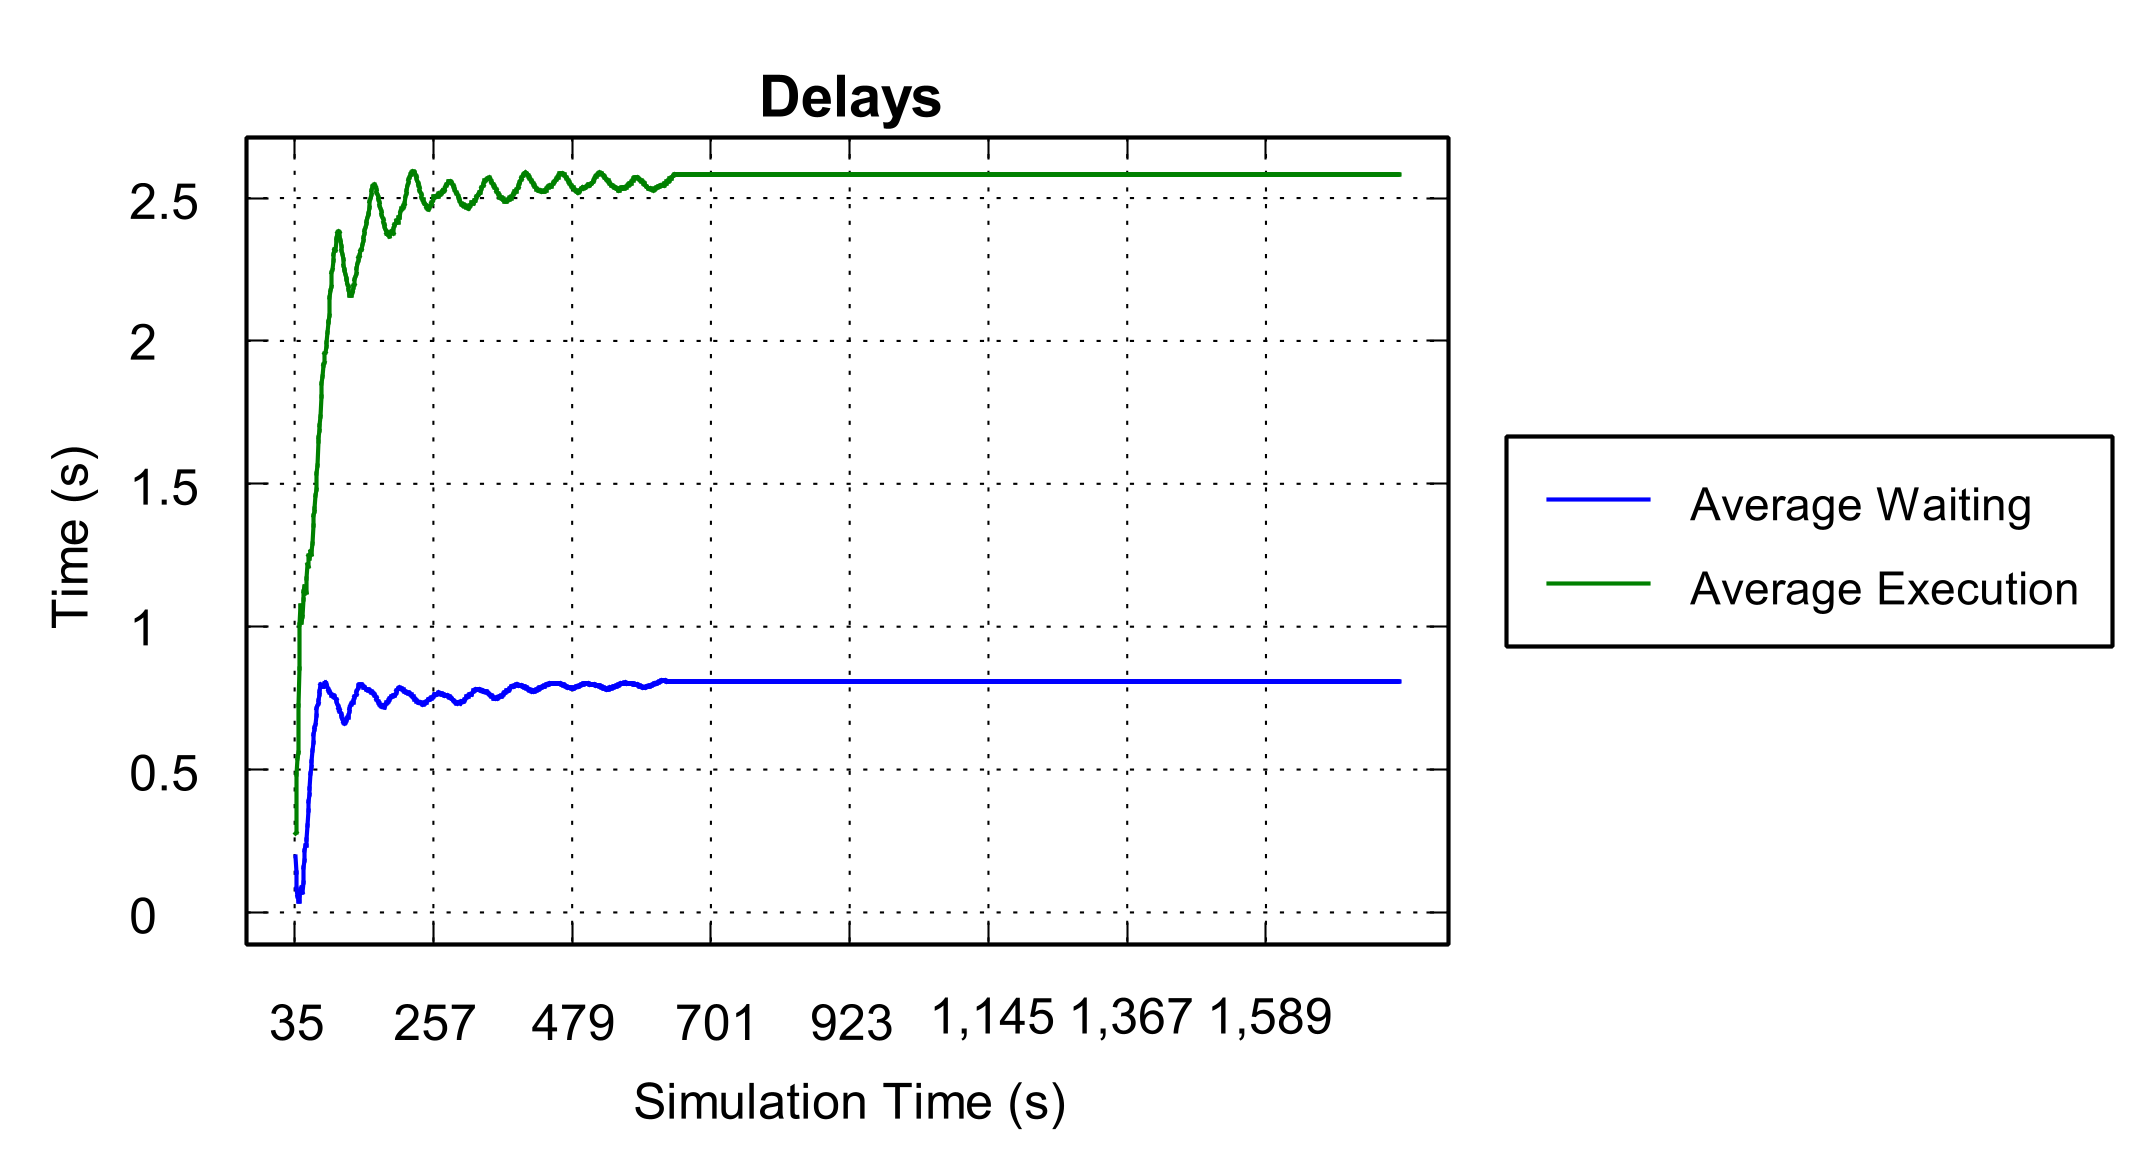 Delays
2.5
2
1.5
1
0.5
0
Time (s)
35 257 479 701 923 1,145 1,367 1,589
Simulation Time (s)
Average Waiting
Average Execution